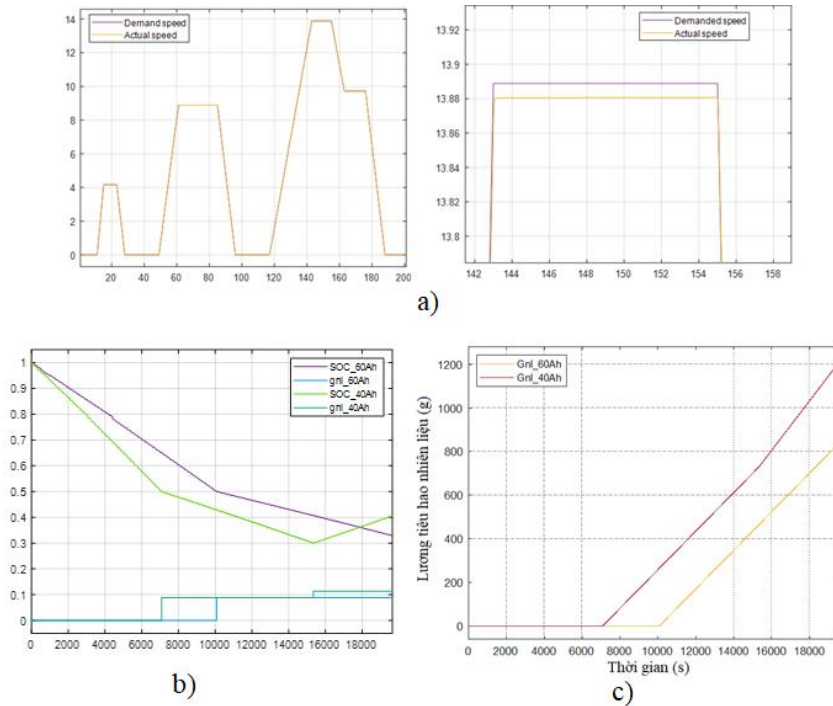 14
12
10
8
6
4
2
0
20 40 60 80 100 120 140 160 180 200
Demand speed
Actual speed
13.92
13.9
13.88
13.86
13.84
13.82
13.8
142 144 146 148 150 152 154 156 158
Demanded speed
Actual speed
a)
1
0.9
0.8
0.7
0.6
0.5
0.4
0.3
0.2
0.1
0
0 2000 4000 6000 8000 10000 12000 14000 16000 18000
SOC_60Ah
gnl_60Ah
SOC_40Ah
gnl_40Ah
b)
Lương tiêu hao nhiên liệu (g)
1200
1000
800
600
400
200
0
0 2000 4000 6000 8000 10000 12000 14000 16000 18000
Gnl_60Ah
Gnl_40Ah
Thời gian (s)
c)